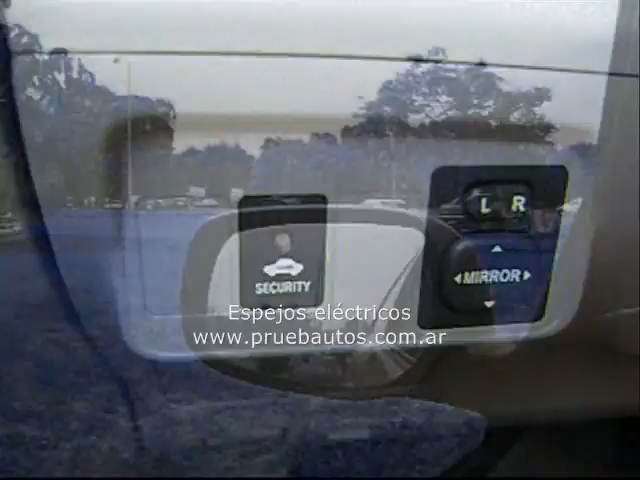 L R
MIRROR
SECURITY
Espejos eléctricos
www.pruebautos.com.ar